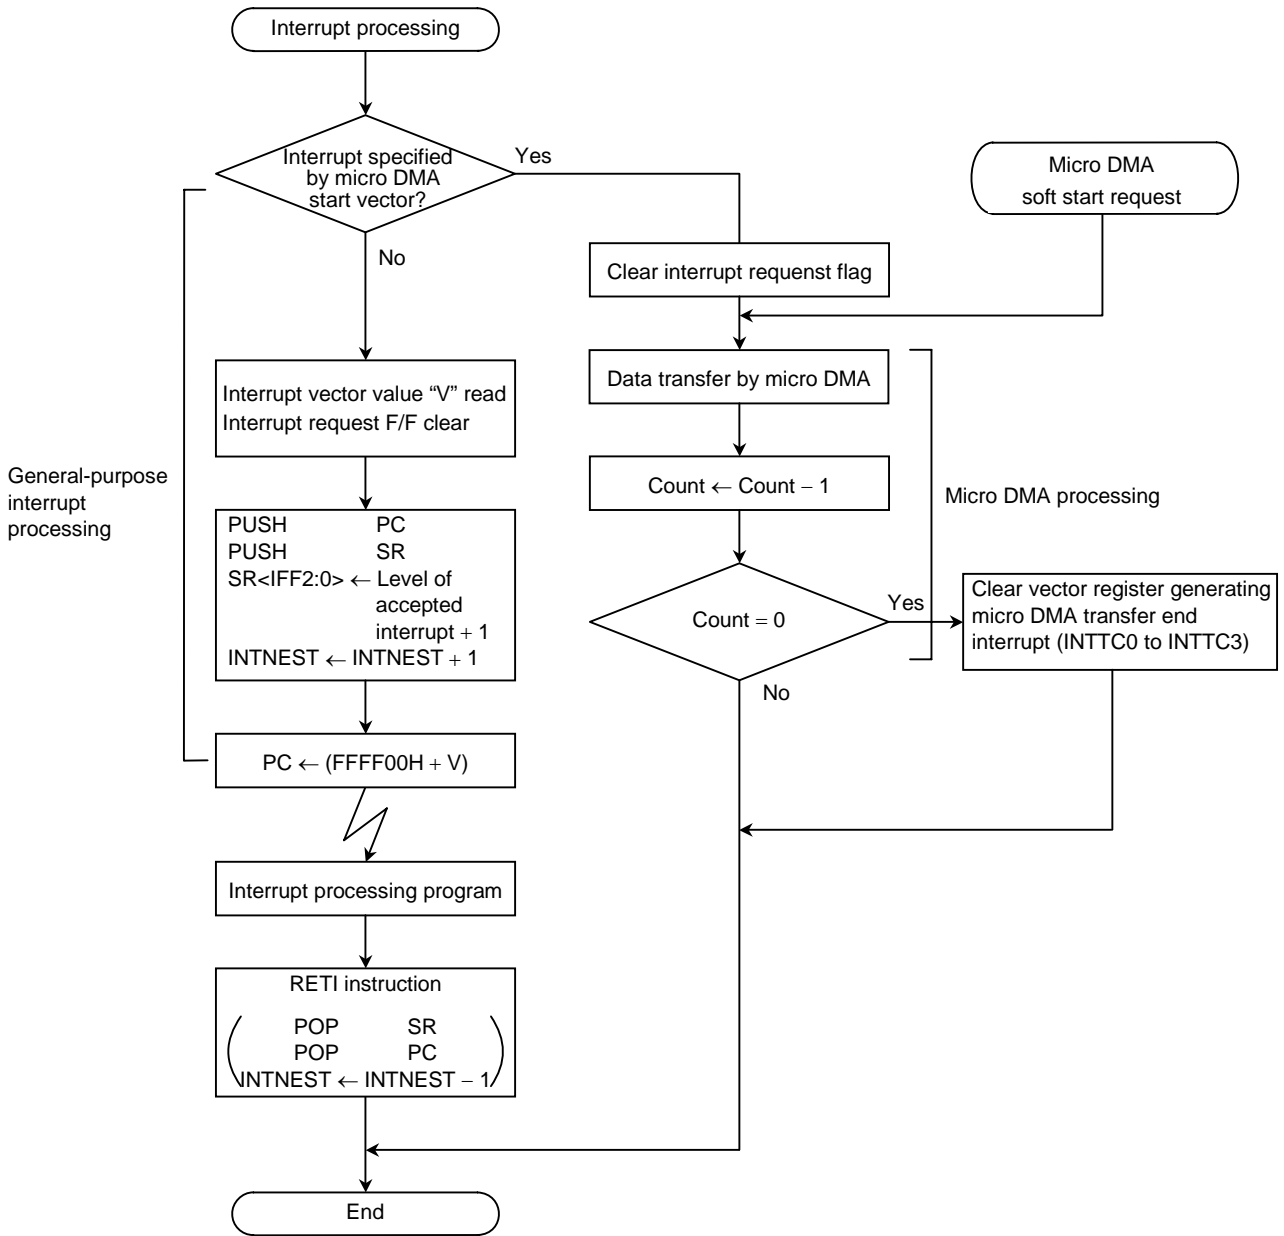 Interrupt processing
Interrupt specified
by micro DMA
start vector?
Yes
No
Micro DMA
soft start request
Clear interrupt requenst flag
Data transfer by micro DMA
Count ← Count − 1
Micro DMA processing
Count = 0
Yes
No
Clear vector register generating
micro DMA transfer end
interrupt (INTTC0 to INTTC3)
General-purpose
interrupt
processing
Interrupt vector value “V” read
Interrupt request F/F clear
PUSH PC
PUSH SR
SR<IFF2:0> ← Level of
accepted
interrupt + 1
INTNEST ← INTNEST + 1
PC ← (FFFF00H + V)
Interrupt processing program
RETI instruction
POP SR
POP PC
INTNEST ← INTNEST − 1
End